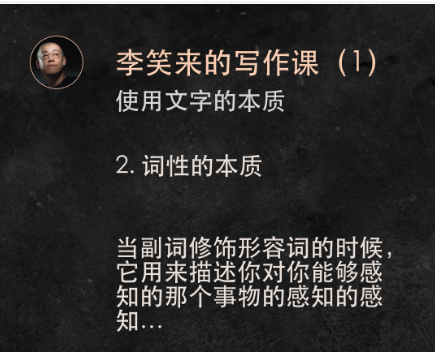 李笑来的写作课（1）
使用文字的本质
2. 词性的本质
当副词修饰形容词的时候，
它用来描述你对你能够感
知的那个事物的感知的感
知...